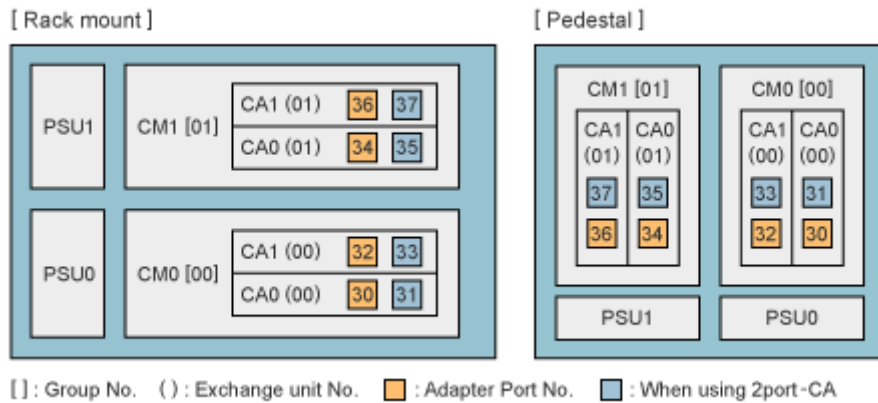 [ Rack mount ]
PSU1
CM1 [01]
CA1 (01) 36 37
CA0 (01) 34 35
PSU0
CM0 [00]
CA1 (00) 32 33
CA0 (00) 30 31
[ Pedestal ]
CM1 [01]
CA1 CA0
(01) (01)
37 35
36 34
CM0 [00]
CA1 CA0
(00) (00)
33 31
32 30
PSU1
PSU0
[ ] : Group No. ( ) : Exchange unit No. : Adapter Port No. : When using 2port-CA